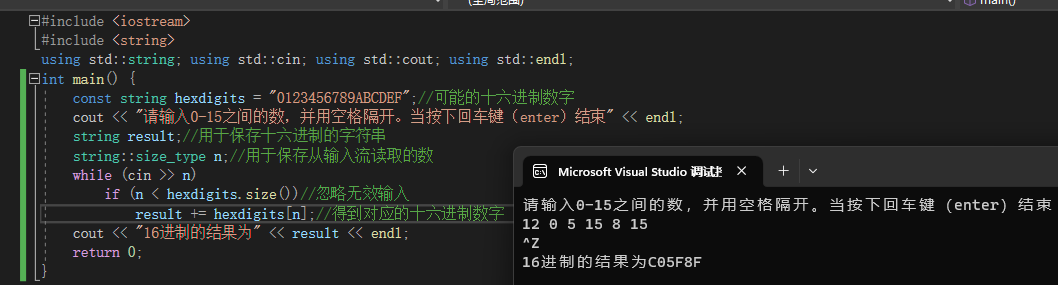 (全局范围)
main()
#include <iostream>
#include <string>
using std::string; using std::cin; using std::cout; using std::endl;
int main() {
const string hexdigits = "0123456789ABCDEF";//可能的十六进制数字
cout << "请输入0-15之间的数，并用空格隔开。当按下回车键（enter）结束" << endl;
string result;//用于保存十六进制的字符串
string::size_type n;//用于保存从输入流读取的数
while (cin >> n)
if (n < hexdigits.size())//忽略无效输入
result += hexdigits[n];//得到对应的十六进制数字
cout << "16进制的结果为" << result << endl;
return 0;
}
Microsoft Visual Studio 调试
请输入0-15之间的数，并用空格隔开。当按下回车键（enter）结束
12 0 5 15 8 15
^Z
16进制的结果为C05F8F